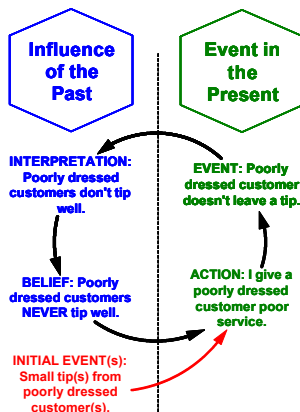 Influence
of the
Past
Event in
the
Present
INTERPRETATION:
Poorly dressed
customers don't tip
well.
EVENT: Poorly
dressed customer
doesn't leave a tip.
BELIEF: Poorly
dressed customers
NEVER tip well.
ACTION: I give a
poorly dressed
customer poor
service.
INITIAL EVENT(s):
Small tip(s) from
poorly dressed
customer(s).